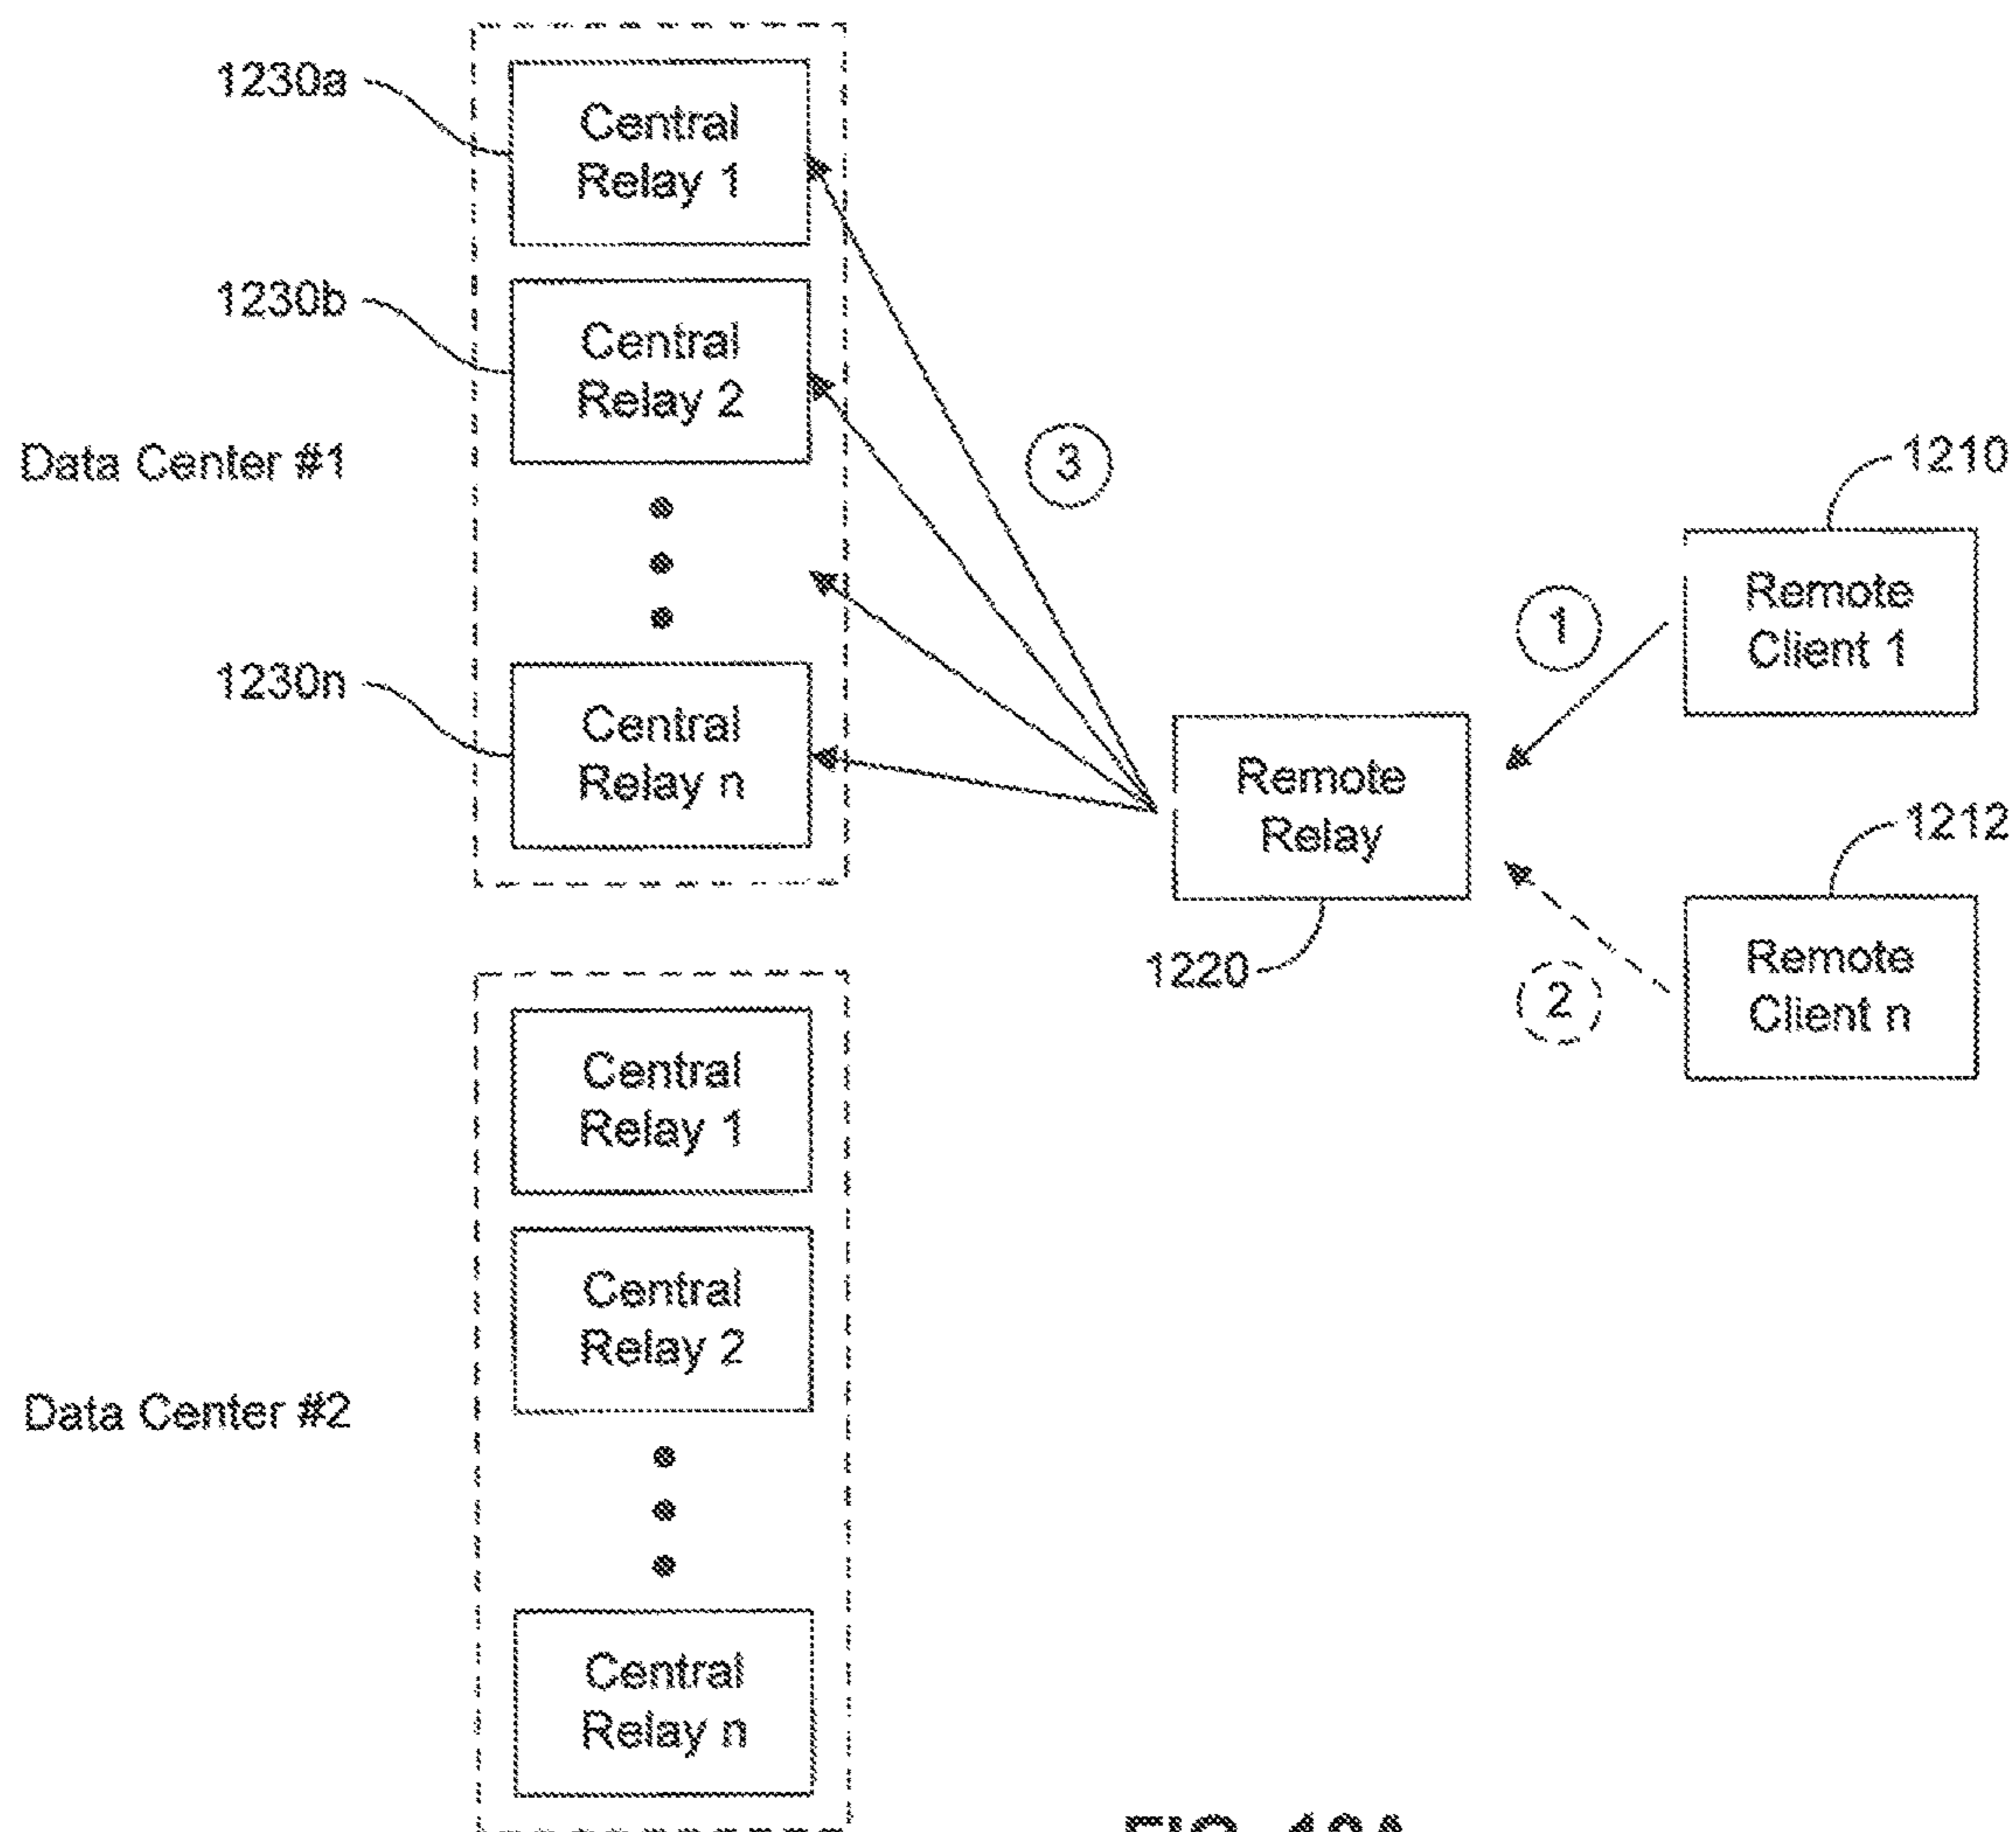 1230a
Central
Relay 1
1230b
Central
Relay 2
Data Center #1
3
1210
Remote
Client 1
1
1230n
Central
Relay n
Remote
Relay
1212
1220
Remote
Client n
2
Central
Relay 1
Central
Relay 2
Data Center #2
Central
Relay n